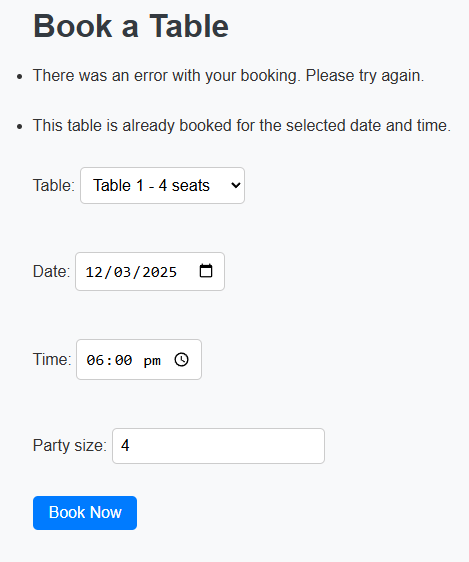 Book a Table
There was an error with your booking. Please try again.
This table is already booked for the selected date and time.
Table: Table 1 - 4 seats
Date: 12/03/2025
Time: 06:00 pm
Party size: 4
Book Now